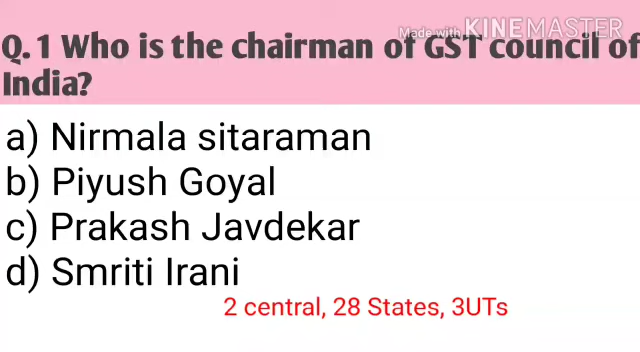 Made with KINEMASTER
Q.1 Who is the chairman of GST council of
India?
a) Nirmala sitaraman
b) Piyush Goyal
c) Prakash Javdekar
d) Smriti Irani
2 central, 28 States, 3UTs